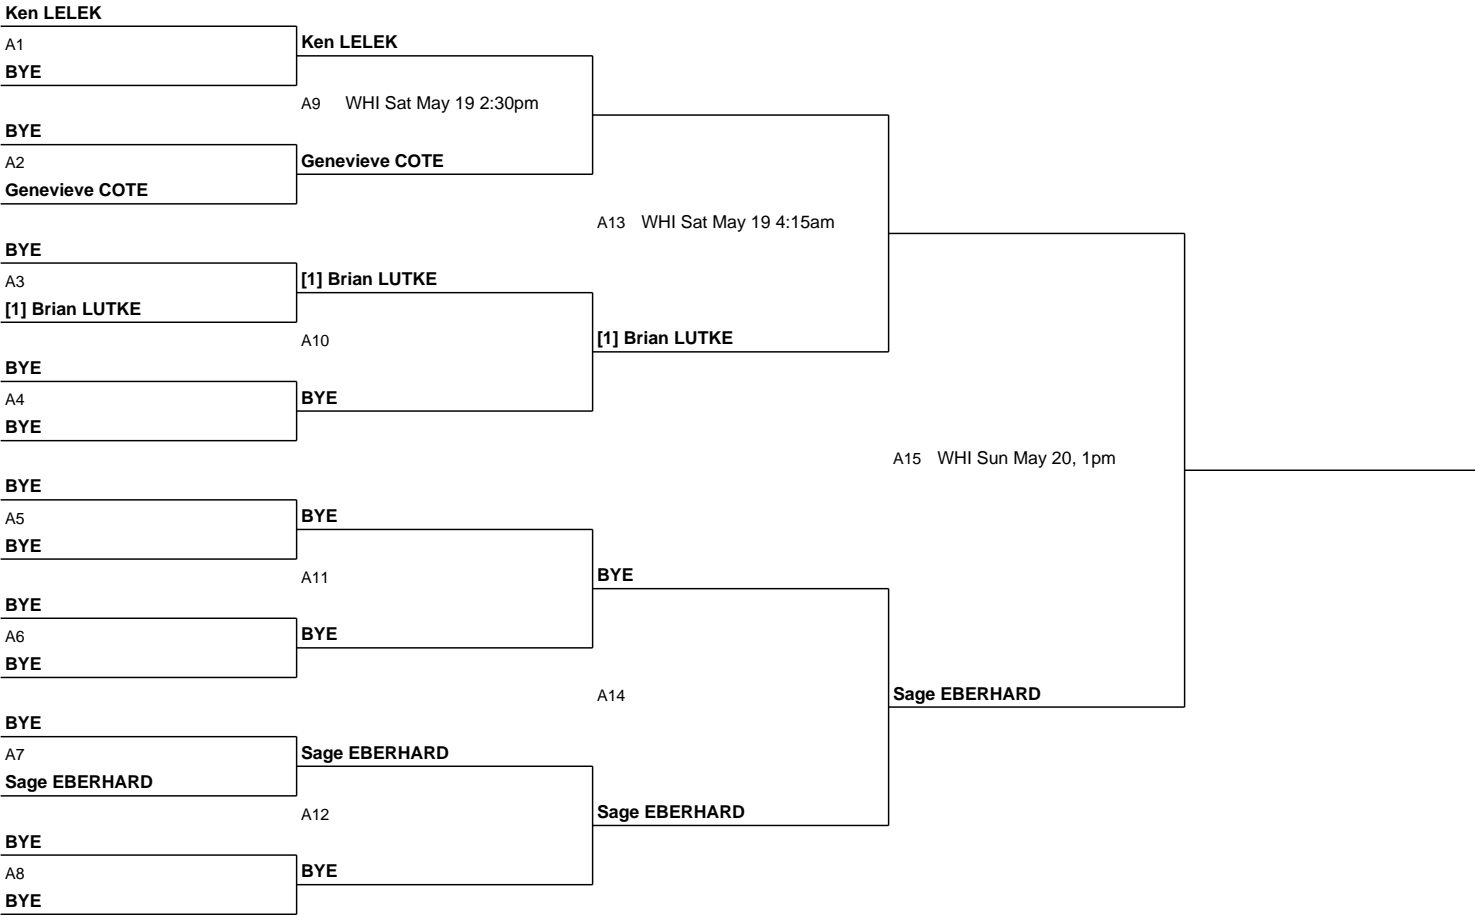 Ken LELEK
A1
BYE
BYE
A2
Genevieve COTE
BYE
A3
[1] Brian LUTKE
BYE
A4
BYE
BYE
A5
BYE
BYE
A6
BYE
BYE
A7
Sage EBERHARD
BYE
A8
BYE
Ken LELEK
A9 WHI Sat May 19 2:30pm
Genevieve COTE
[1] Brian LUTKE
A10
BYE
BYE
A11
BYE
Sage EBERHARD
A12
BYE
A13 WHI Sat May 19 4:15am
[1] Brian LUTKE
BYE
A14
Sage EBERHARD
A15 WHI Sun May 20, 1pm
Sage EBERHARD